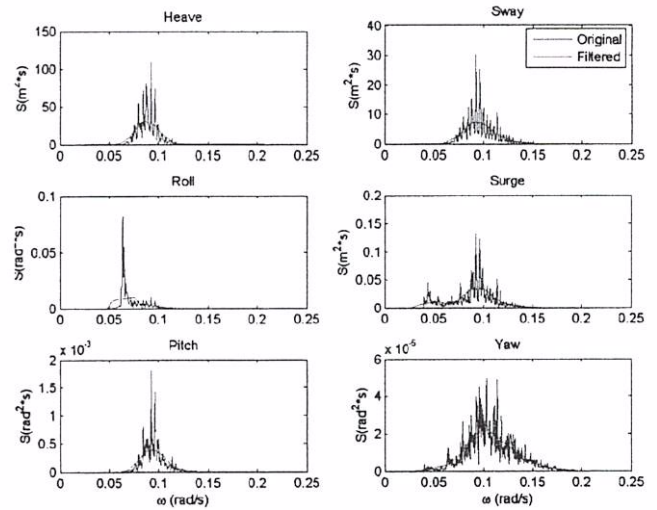 Heave
S(m²*s)
150
100
50
0
0 0.05 0.1 0.15 0.2 0.25
Sway
Original
Filtered
S(m²*s)
40
30
20
10
0
0 0.05 0.1 0.15 0.2 0.25
Roll
S(rad²*s)
0.1
0.05
0
0 0.05 0.1 0.15 0.2 0.25
Surge
S(m²*s)
0.2
0.15
0.1
0.05
0
0 0.05 0.1 0.15 0.2 0.25
Pitch
x 10⁻³
S(rad²*s)
2
1.5
1
0.5
0
0 0.05 0.1 0.15 0.2 0.25
ω (rad/s)
Yaw
x 10⁻⁵
S(rad²*s)
6
4
2
0
0 0.05 0.1 0.15 0.2 0.25
ω (rad/s)